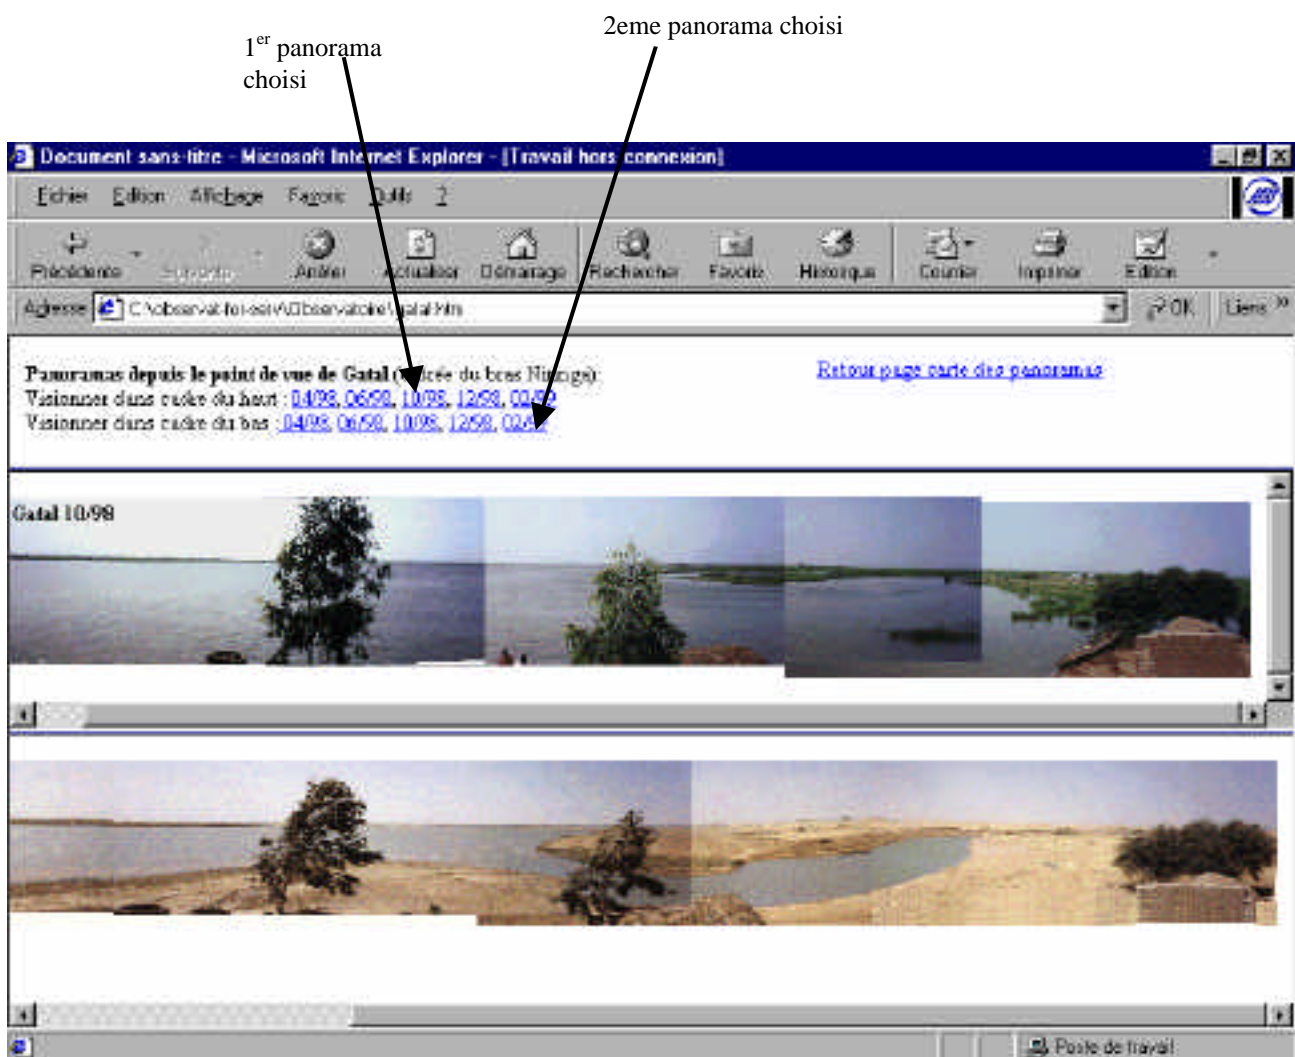 2eme panorama choisi
1er panorama
choisi
Document sans-titre - Microsoft Internet Explorer - [Travail hors connexion]
Fichier Edition Affichage Favoris Outils ?
Précédente Suivante Arrêter Actualiser Démarrage Rechercher Favoris Historique Courrier Imprimer Edition
Adresse OK Liens »
Panoramas depuis le point de vue de Gatal du bras
Retour page carte des panoramas
Visionner dans cadre du haut : 04/98, 06/98, 10/98, 12/98, 02/99
Visionner dans cadre du bas : 04/98, 06/98, 10/98, 12/98, 02/99
Gatal 10/98
Poste de travail